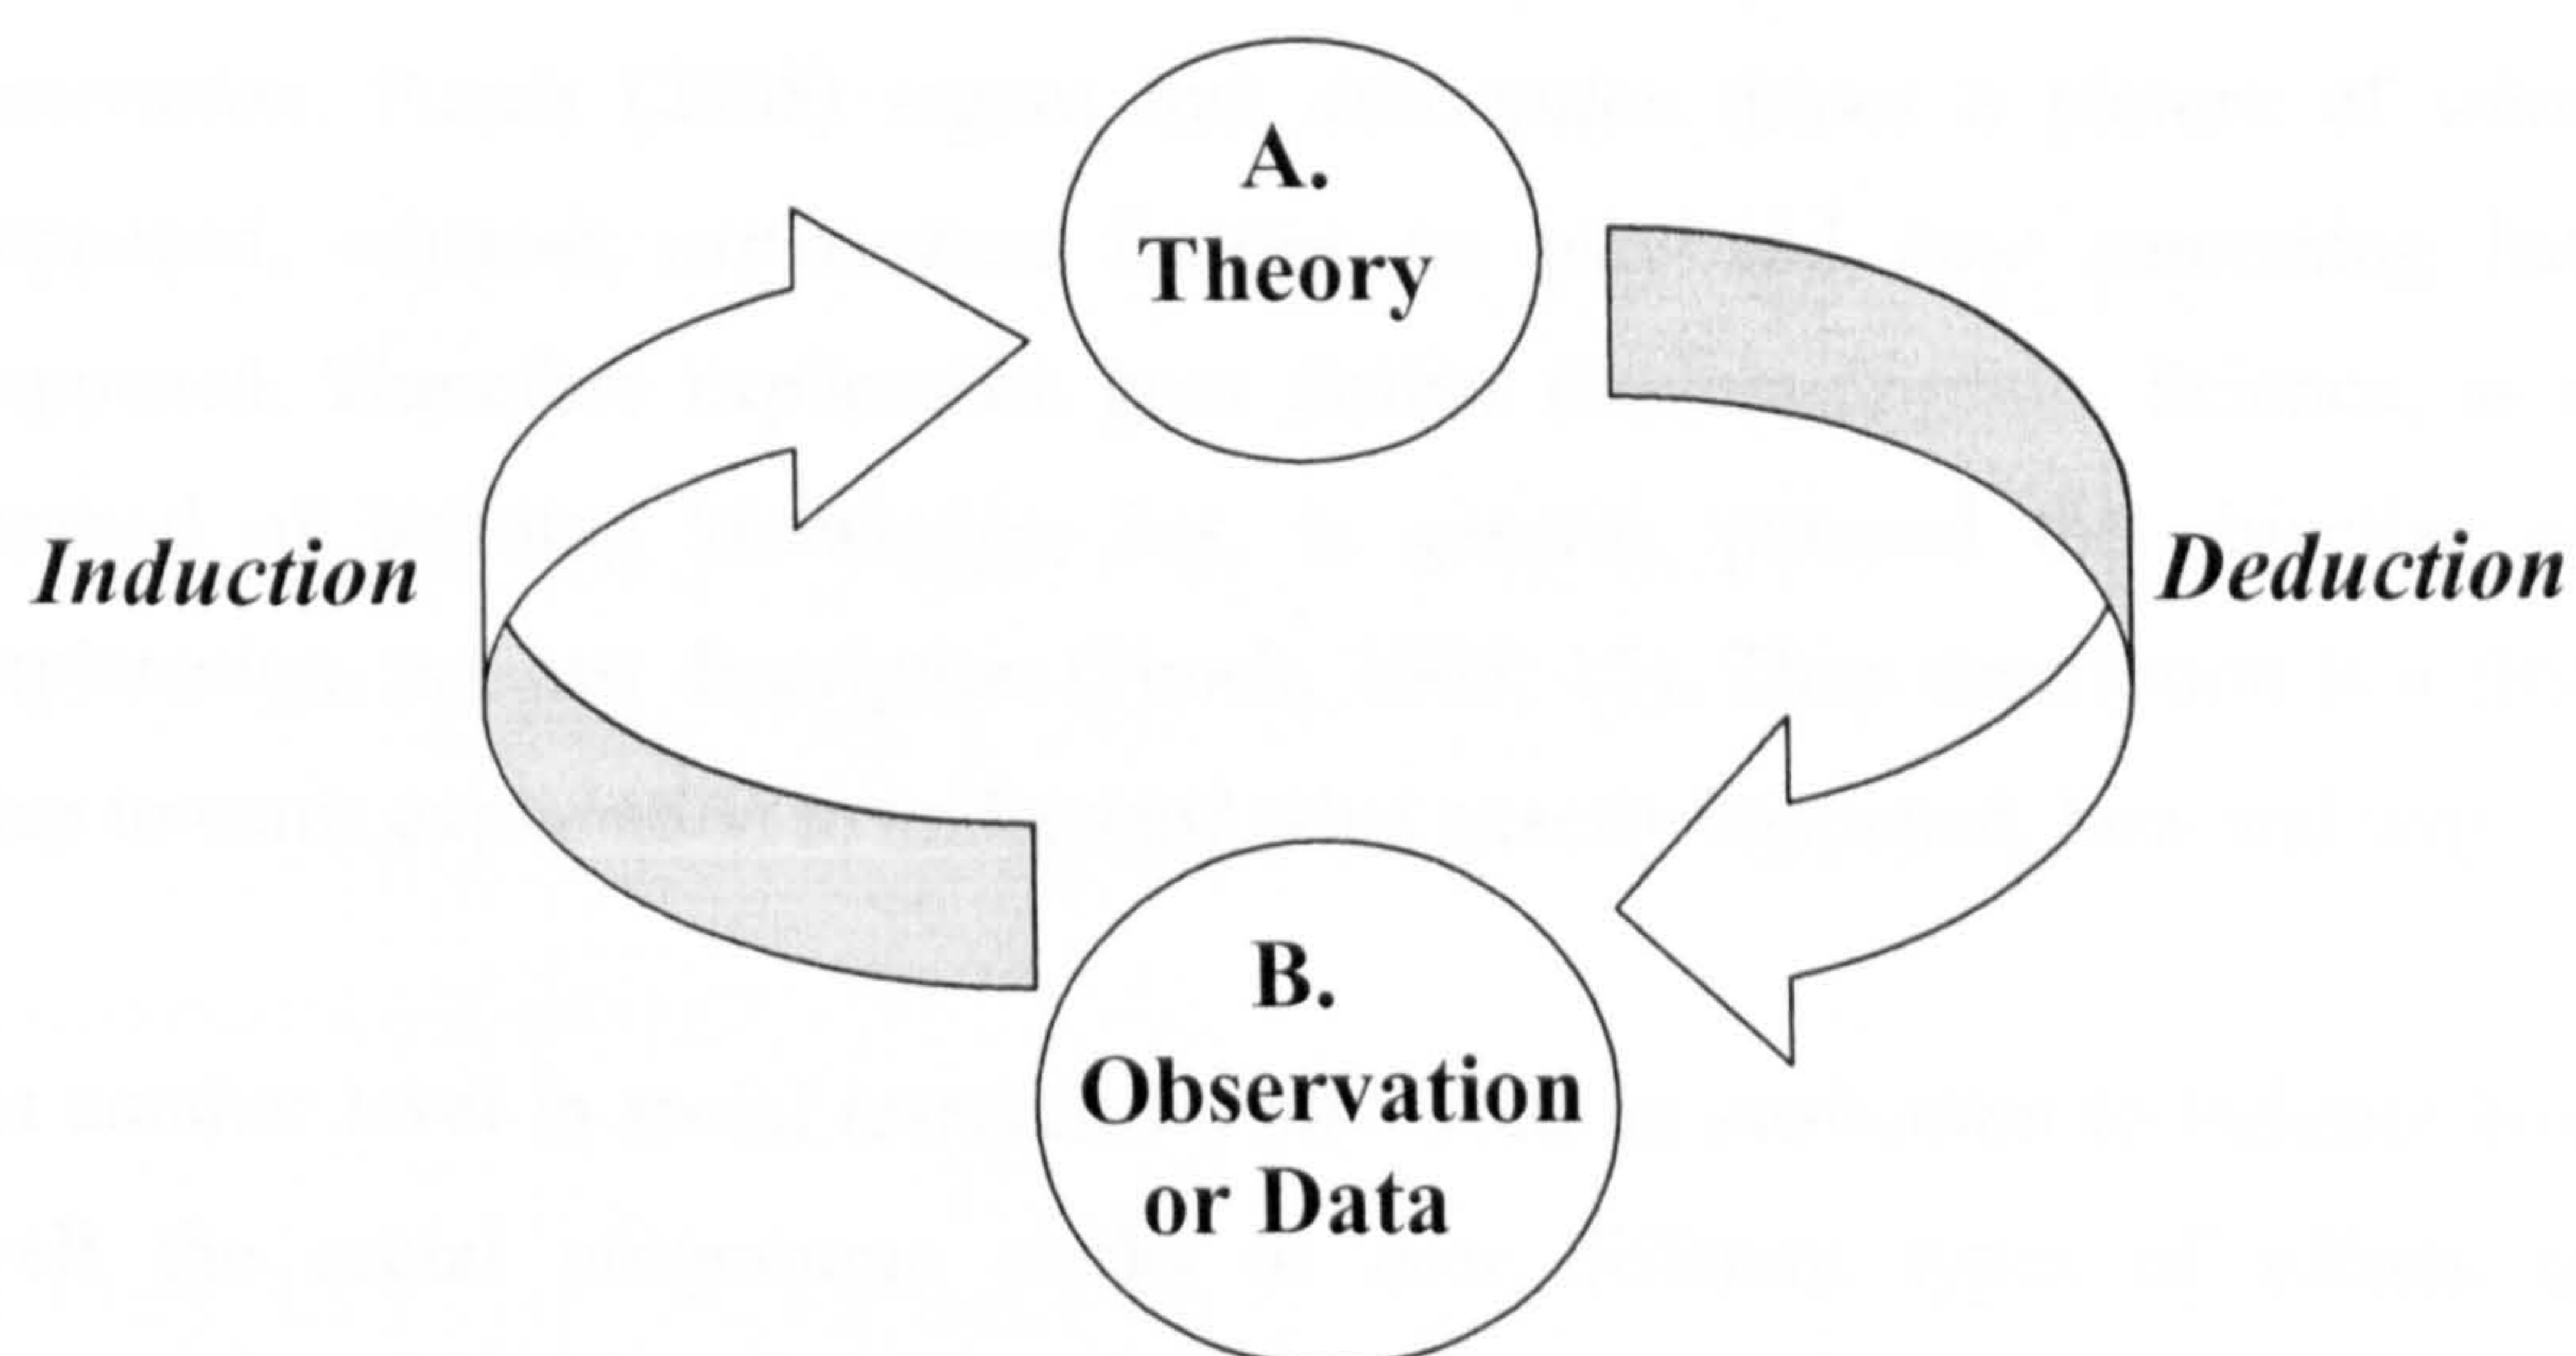 A.
Theory
Induction
Deduction
B.
Observation
or Data